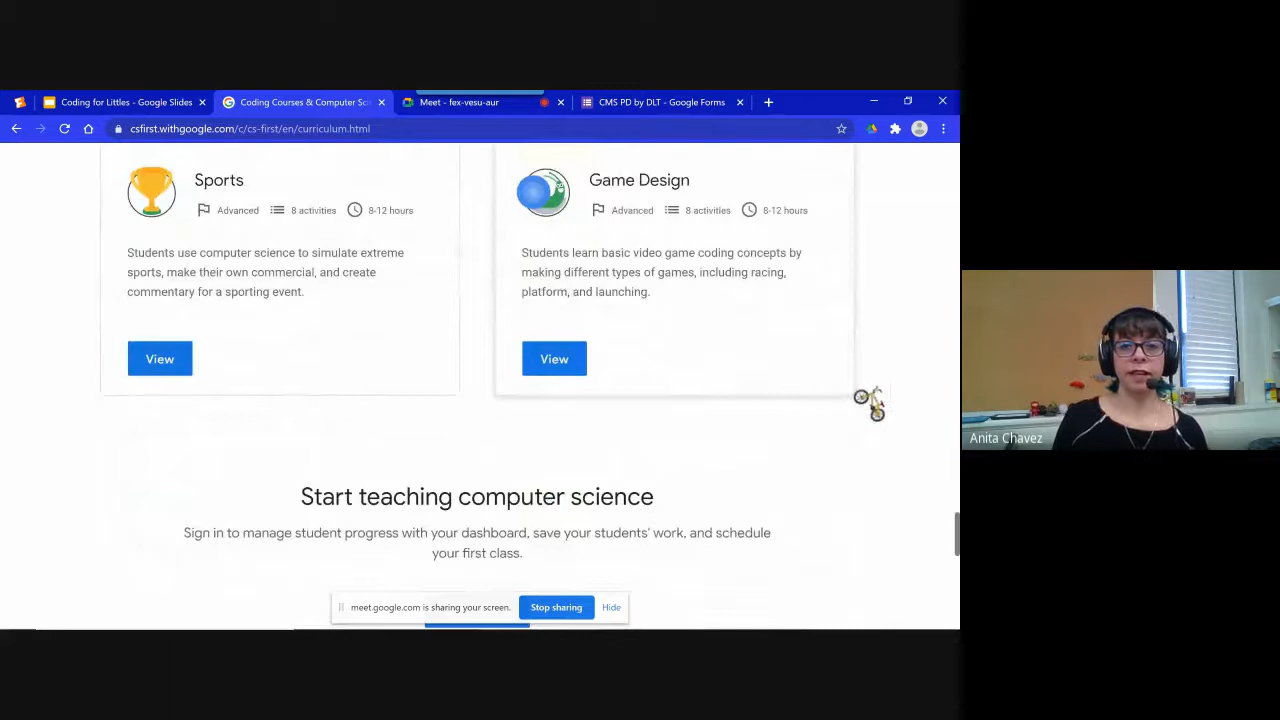 Coding for Littles - Google Slides
Coding Courses & Computer Sci
Meet - fex-vesu-aur
CMS PD by DLT - Google Forms
csfirst.withgoogle.com/c/cs-first/en/curriculum.html
Sports
Advanced 8 activities 8-12 hours
Students use computer science to simulate extreme
sports, make their own commercial, and create
commentary for a sporting event.
View
Game Design
Advanced 8 activities 8-12 hours
Students learn basic video game coding concepts by
making different types of games, including racing,
platform, and launching.
View
Start teaching computer science
Sign in to manage student progress with your dashboard, save your students' work, and schedule
your first class.
meet.google.com is sharing your screen.
Stop sharing
Hide
Anita Chavez